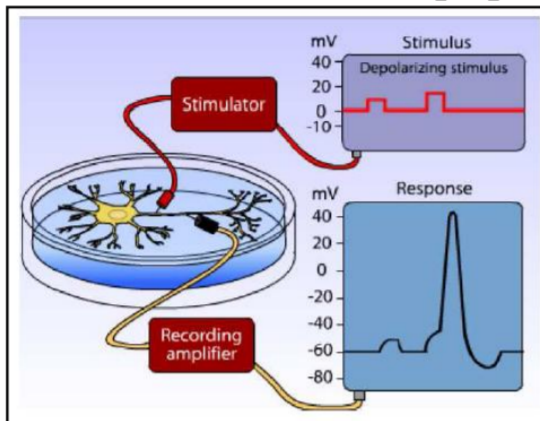 mV
Stimulus
Depolarizing stimulus
40
20
0
-10
Stimulator
mV
Response
40
20
0
-20
-40
-60
-80
Recording
amplifier